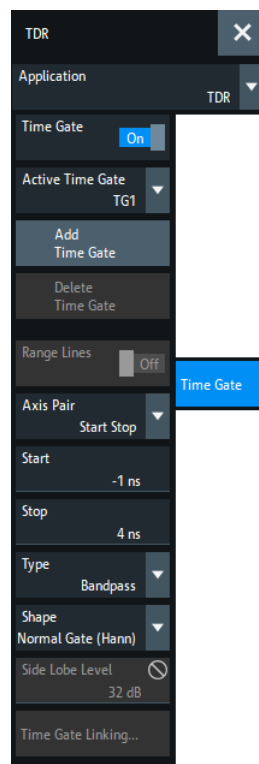 TDR
Application
TDR
Time Gate
On
Active Time Gate
TG1
Add
Time Gate
Delete
Time Gate
Range Lines
Off
Time Gate
Axis Pair
Start Stop
Start
-1 ns
Stop
4 ns
Type
Bandpass
Shape
Normal Gate (Hann)
Side Lobe Level
32 dB
Time Gate Linking...